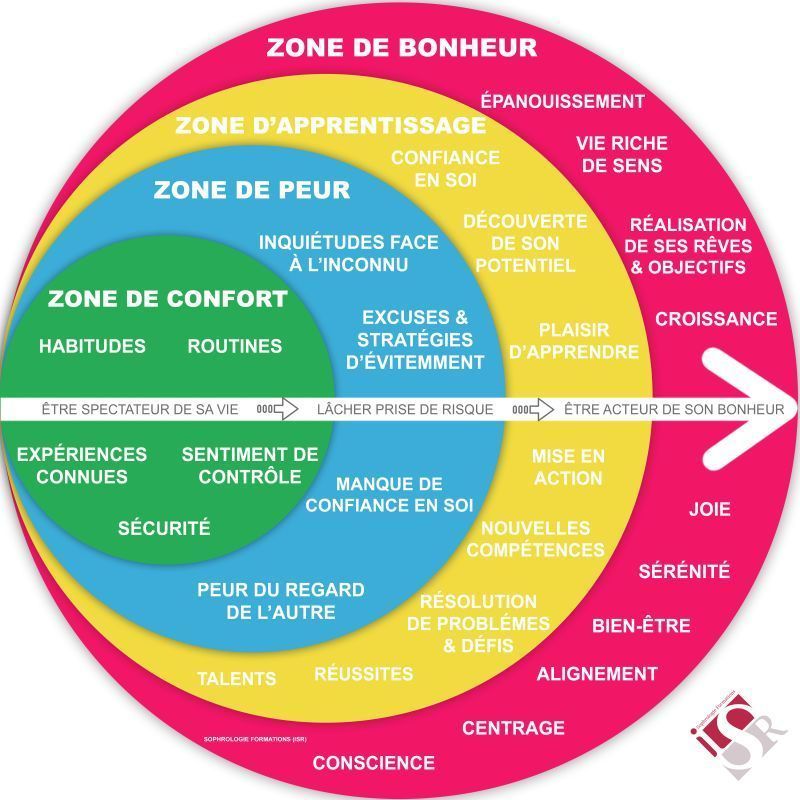 ZONE DE BONHEUR
ÉPANOUISSEMENT
VIE RICHE
DE SENS
RÉALISATION
DE SES RÊVES
& OBJECTIFS
CROISSANCE
ZONE D'APPRENTISSAGE
CONFIANCE
EN SOI
DÉCOUVERTE
DE SON
POTENTIEL
PLAISIR
D'APPRENDRE
ZONE DE PEUR
INQUIÉTUDES FACE
À L'INCONNU
EXCUSES &
STRATÉGIES
D'ÉVITEMMENT
ZONE DE CONFORT
HABITUDES
ROUTINES
ÊTRE SPECTATEUR DE SA VIE
LÂCHER PRISE DE RISQUE
ÊTRE ACTEUR DE SON BONHEUR
EXPÉRIENCES
CONNUES
SENTIMENT DE
CONTRÔLE
SÉCURITÉ
MANQUE DE
CONFIANCE EN SOI
PEUR DU REGARD
DE L'AUTRE
MISE EN
ACTION
NOUVELLES
COMPÉTENCES
RÉSOLUTION
DE PROBLÈMES
& DÉFIS
RÉUSSITES
TALENTS
JOIE
SÉRÉNITÉ
BIEN-ÊTRE
ALIGNEMENT
CENTRAGE
CONSCIENCE
SOPHROLOGIE FORMATIONS (ISR)
Sophrologie Formations
iSR